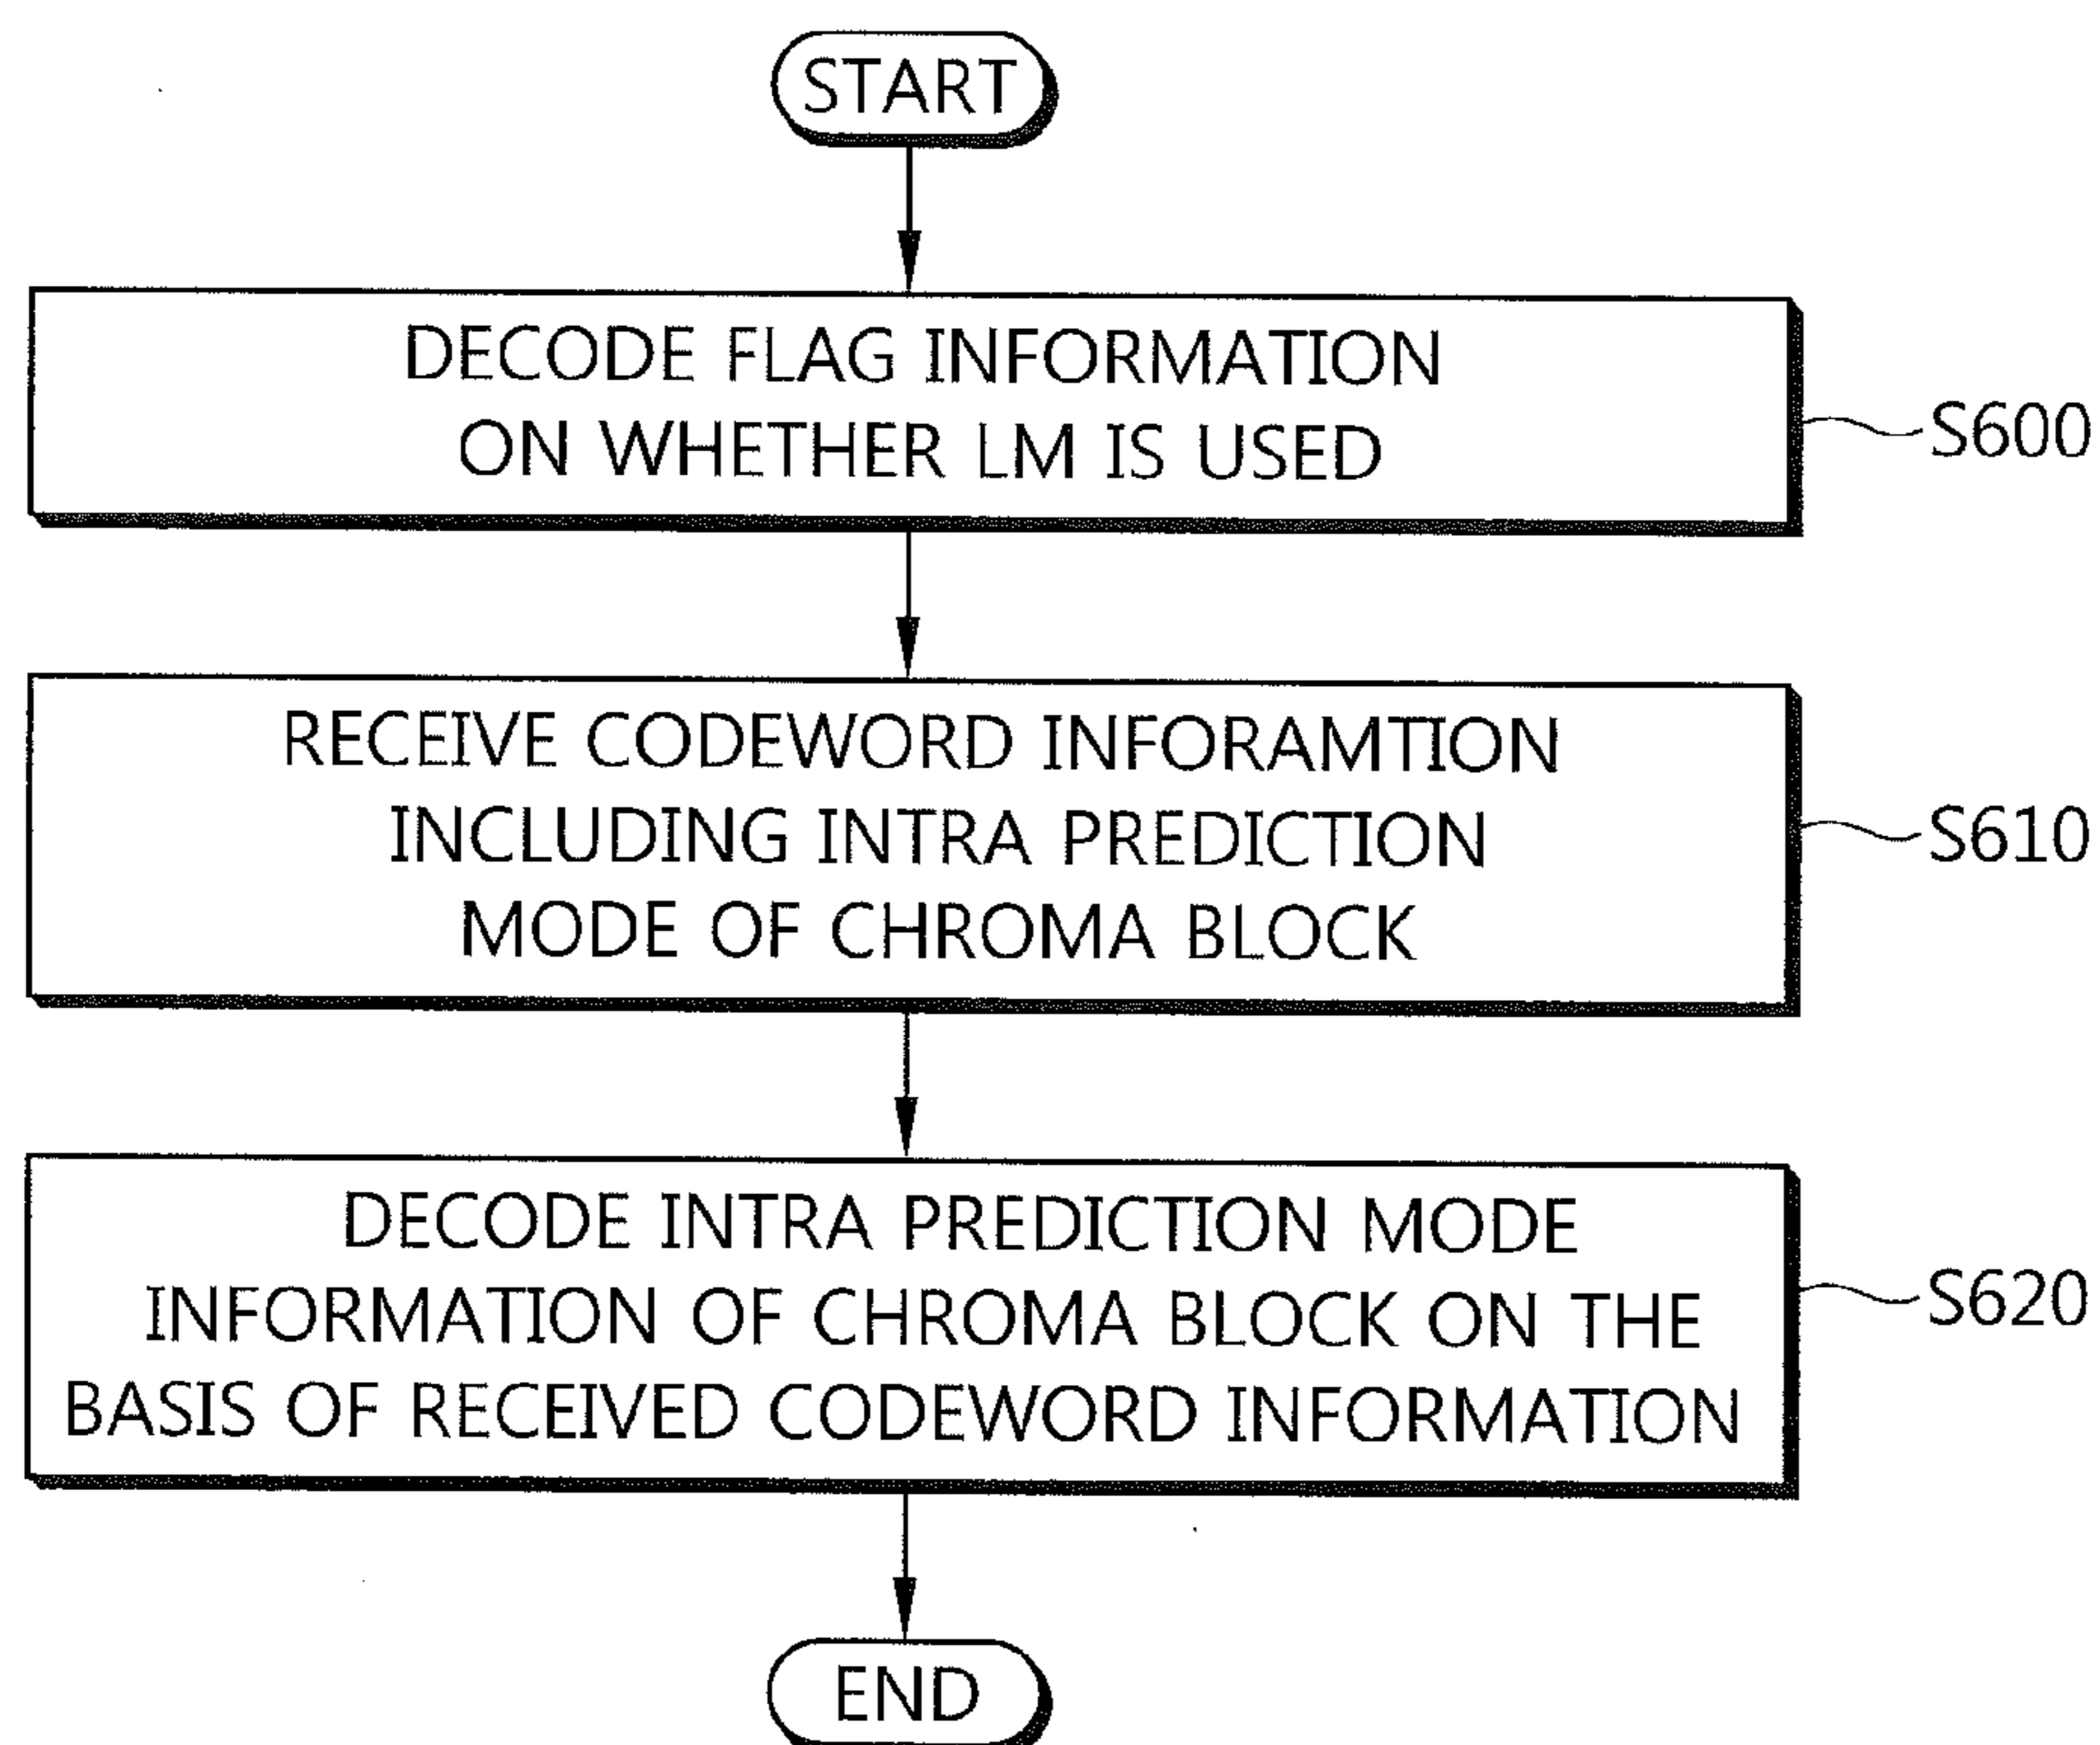 START
DECODE FLAG INFORMATION
ON WHETHER LM IS USED
S600
RECEIVE CODEWORD INFORAMTION
INCLUDING INTRA PREDICTION
MODE OF CHROMA BLOCK
S610
DECODE INTRA PREDICTION MODE
INFORMATION OF CHROMA BLOCK ON THE
BASIS OF RECEIVED CODEWORD INFORMATION
S620
END